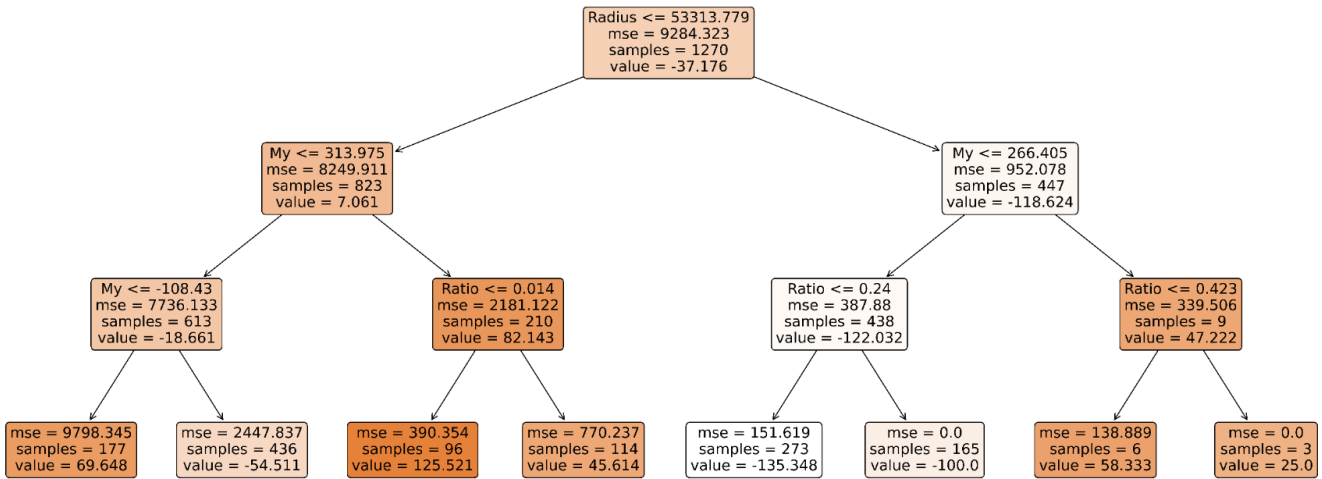 Radius <= 53313.779
mse = 9284.323
samples = 1270
value = -37.176
My <= 313.975
mse = 8249.911
samples = 823
value = 7.061
My <= 266.405
mse = 952.078
samples = 447
value = -118.624
My <= -108.43
mse = 7736.133
samples = 613
value = -18.661
Ratio <= 0.014
mse = 2181.122
samples = 210
value = 82.143
Ratio <= 0.24
mse = 387.88
samples = 438
value = -122.032
Ratio <= 0.423
mse = 339.506
samples = 9
value = 47.222
mse = 9798.345
samples = 177
value = 69.648
mse = 2447.837
samples = 436
value = -54.511
mse = 390.354
samples = 96
value = 125.521
mse = 770.237
samples = 114
value = 45.614
mse = 151.619
samples = 273
value = -135.348
mse = 0.0
samples = 165
value = -100.0
mse = 138.889
samples = 6
value = 58.333
mse = 0.0
samples = 3
value = 25.0